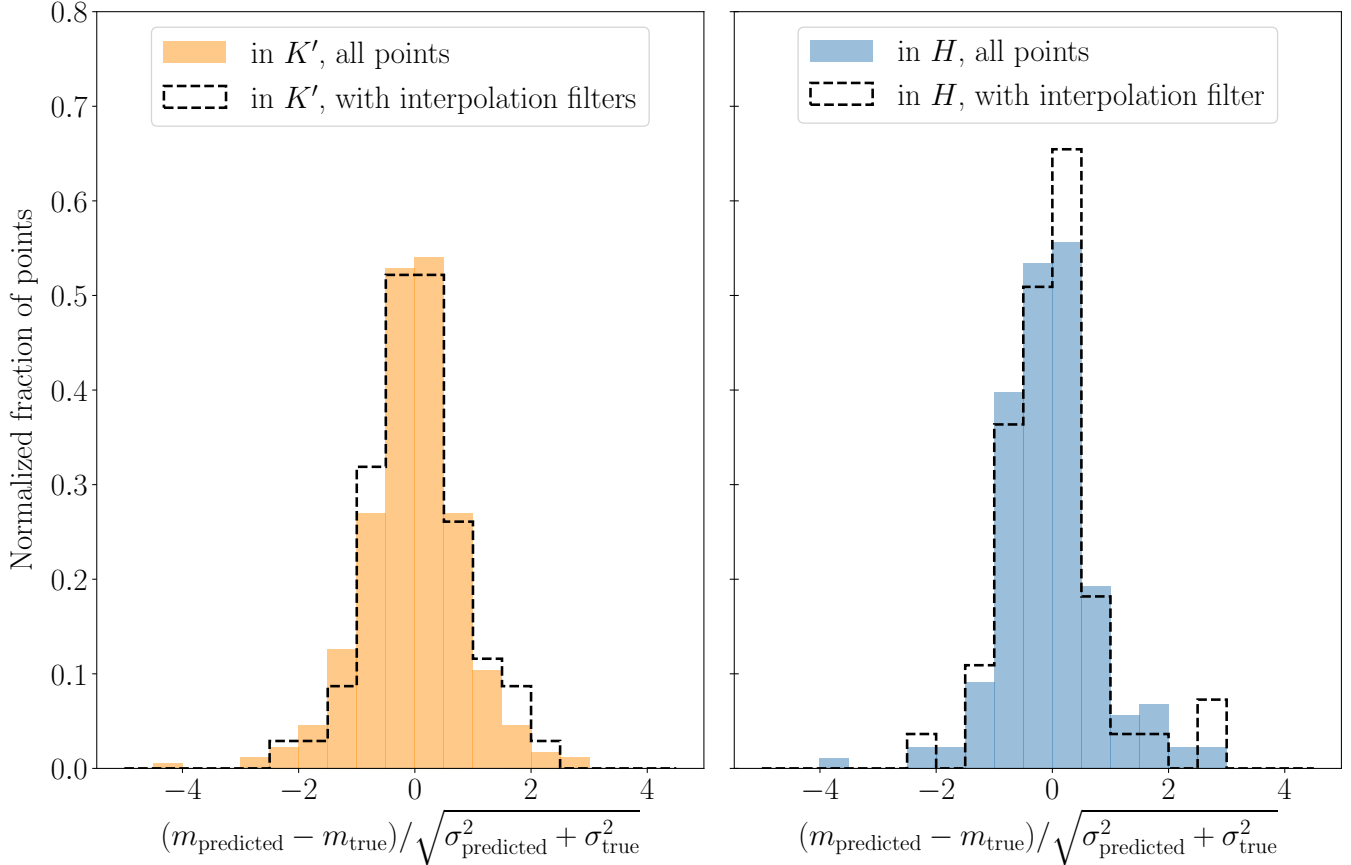 0.8
0.7
0.6
0.5
0.4
0.3
0.2
0.1
0.0
Normalized fraction of points
in K′, all points
in K′, with interpolation filters
−4 −2 0 2 4
(m_predicted − m_true)/√(σ²_predicted + σ²_true)
in H, all points
in H, with interpolation filter
−4 −2 0 2 4
(m_predicted − m_true)/√(σ²_predicted + σ²_true)